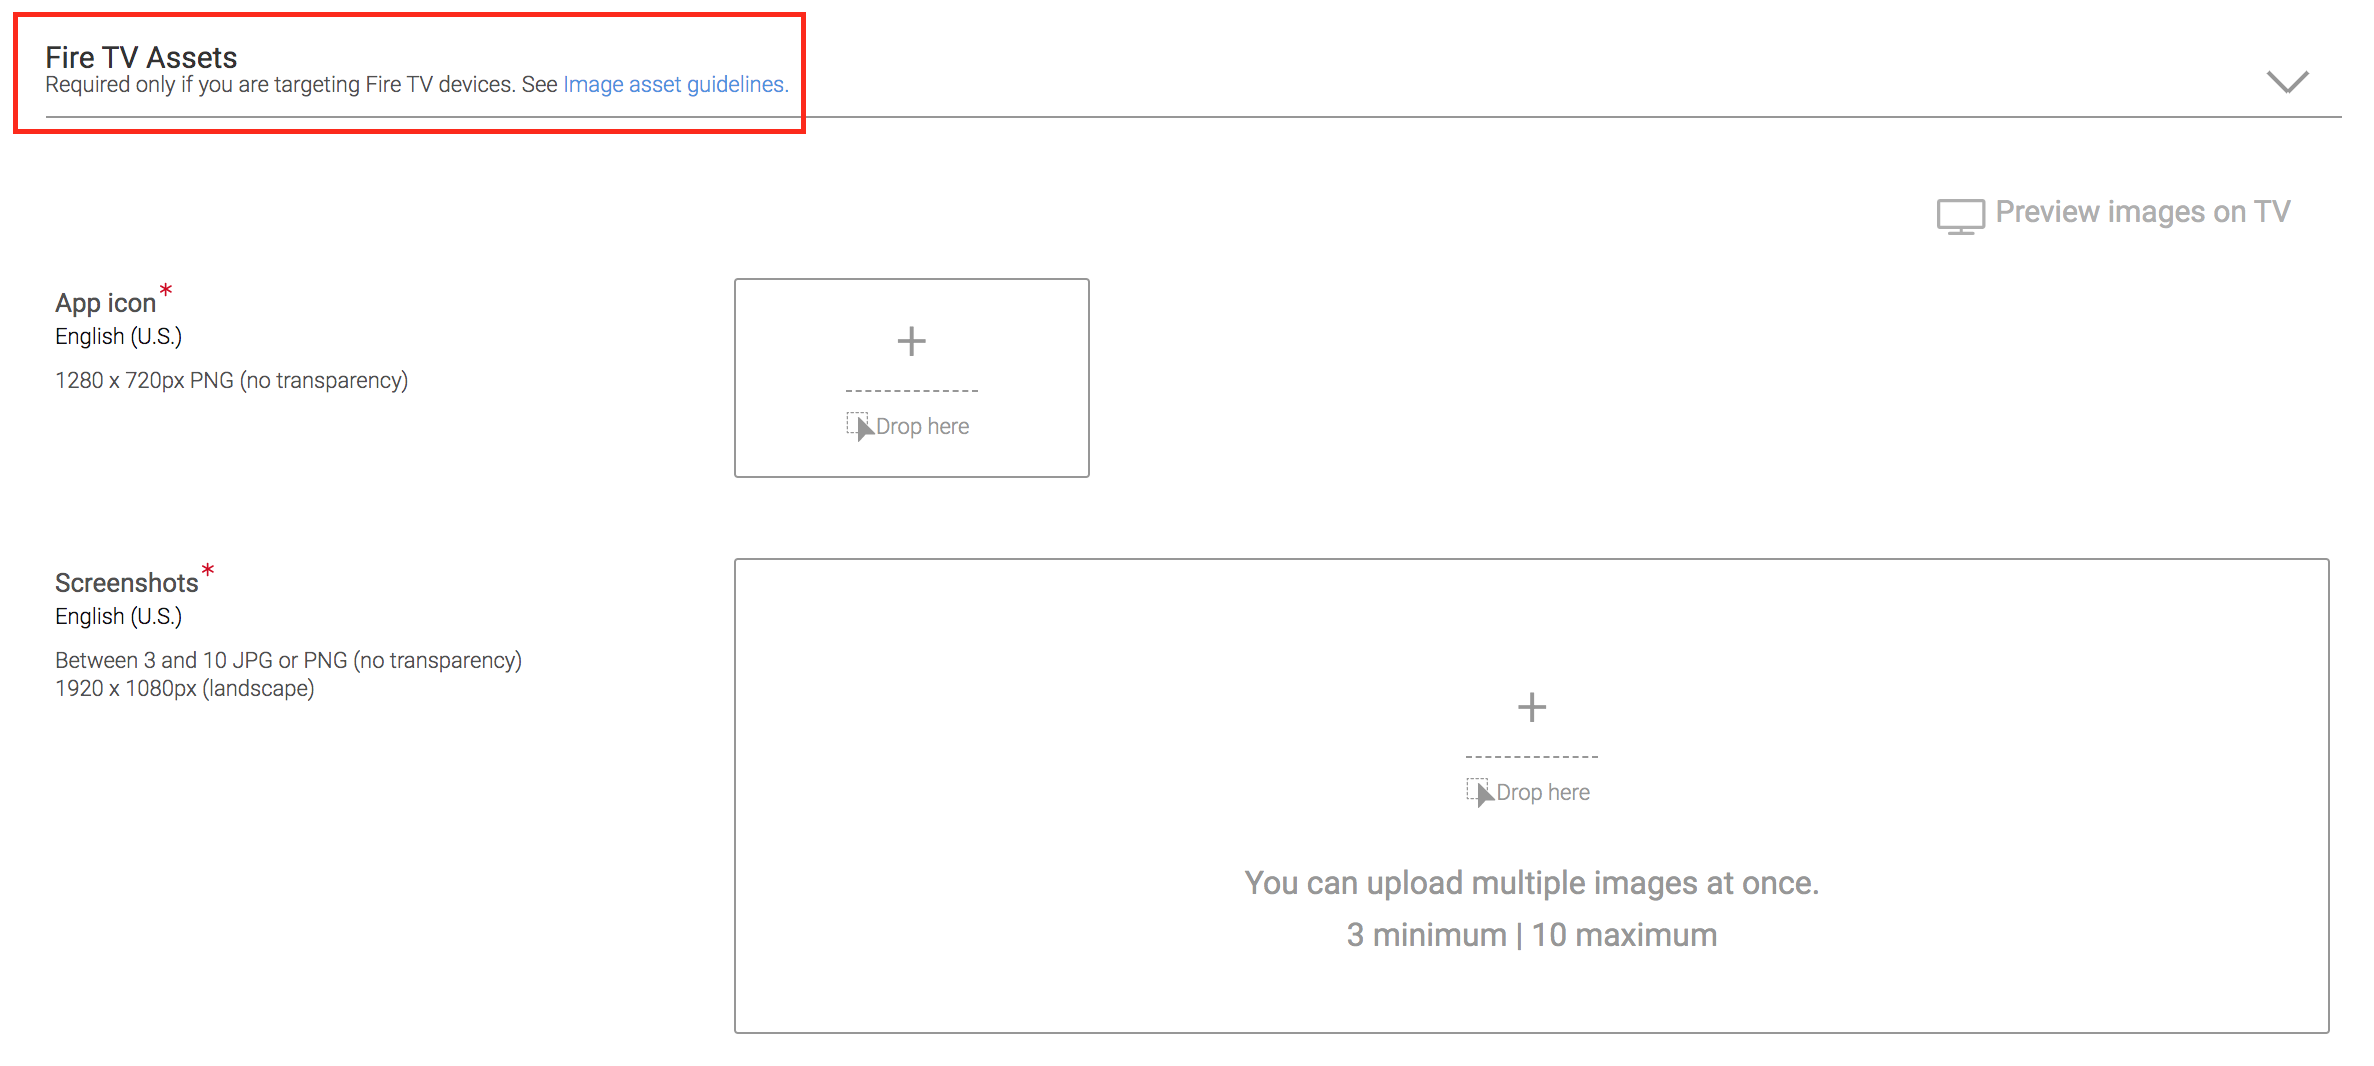 Fire TV Assets
Required only if you are targeting Fire TV devices. See Image asset guidelines.
Preview images on TV
App icon*
English (U.S.)
1280 x 720px PNG (no transparency)
Drop here
Screenshots*
English (U.S.)
Between 3 and 10 JPG or PNG (no transparency)
1920 x 1080px (landscape)
Drop here
You can upload multiple images at once.
3 minimum | 10 maximum